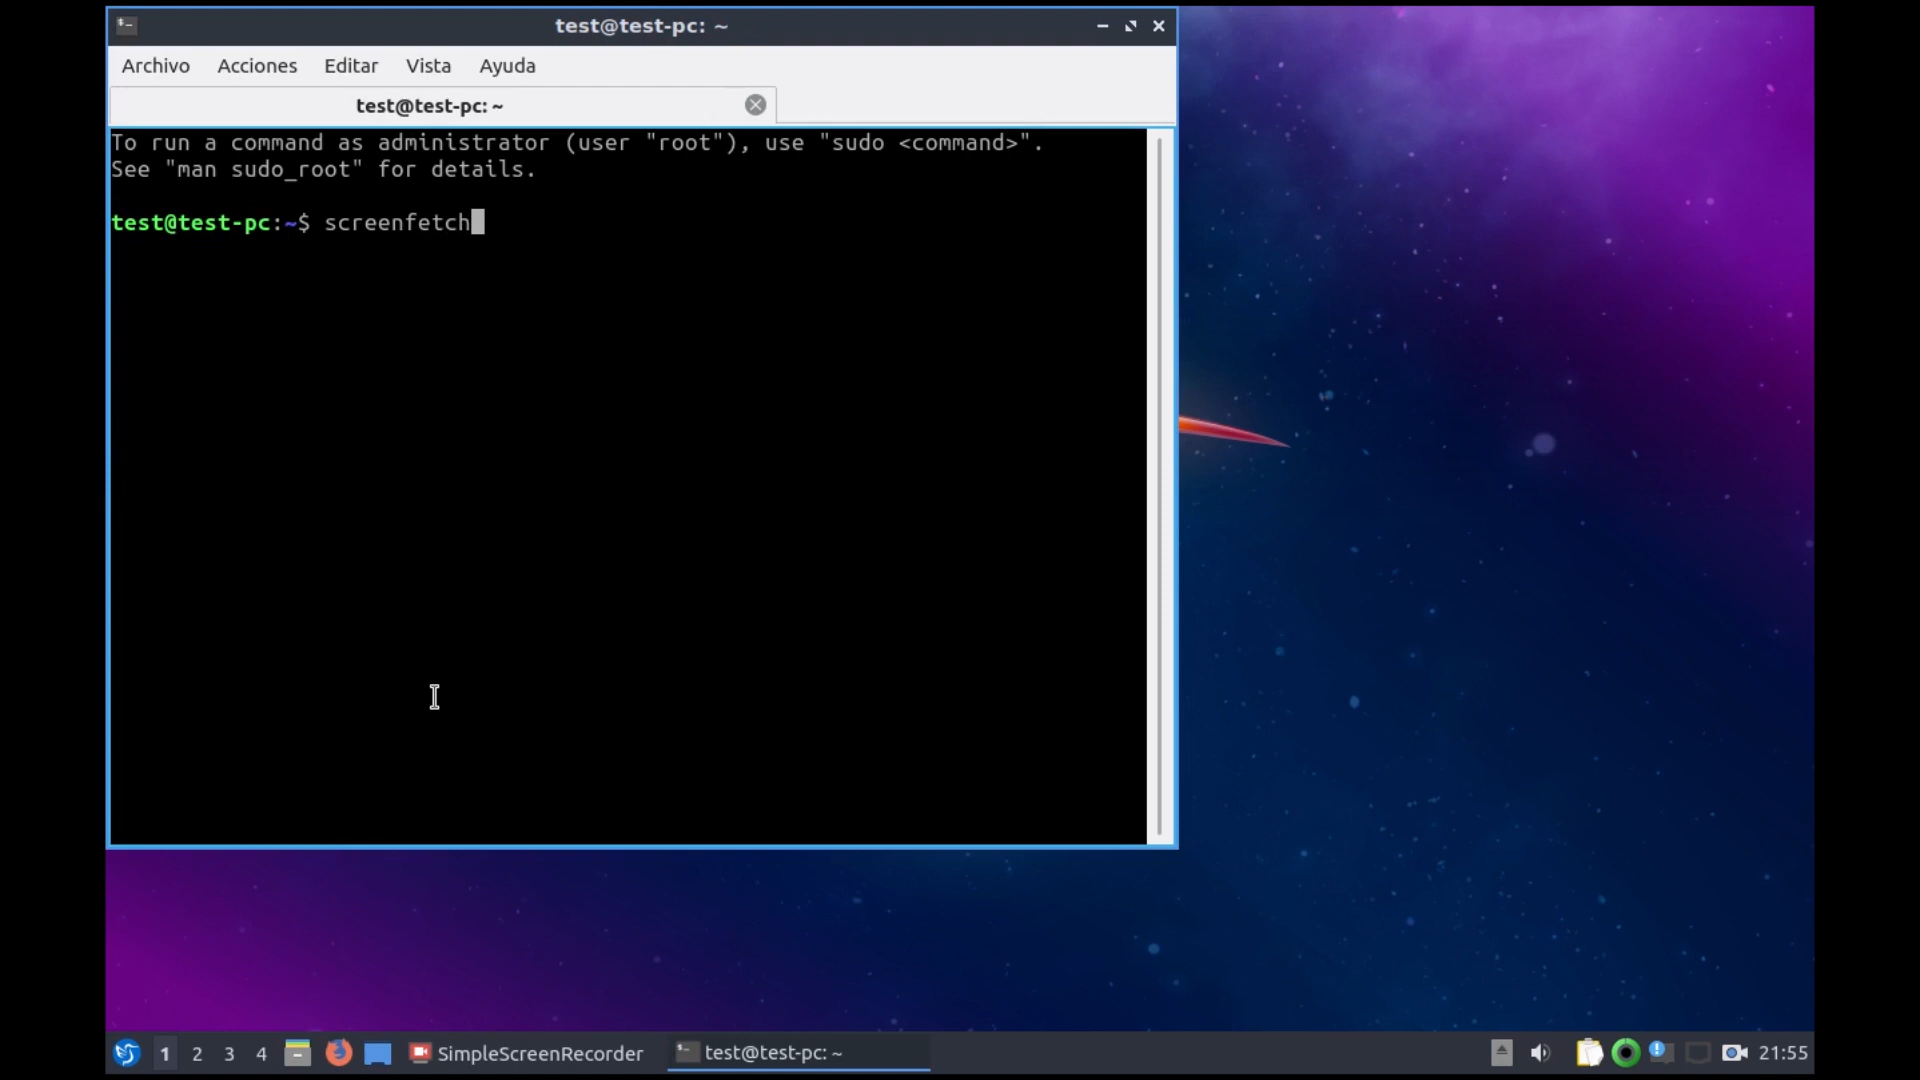 test@test-pc: ~
Archivo Acciones Editar Vista Ayuda
test@test-pc: ~
To run a command as administrator (user "root"), use "sudo <command>".
See "man sudo_root" for details.
test@test-pc:~$ screenfetch
1 2 3 4 SimpleScreenRecorder test@test-pc: ~ 21:55